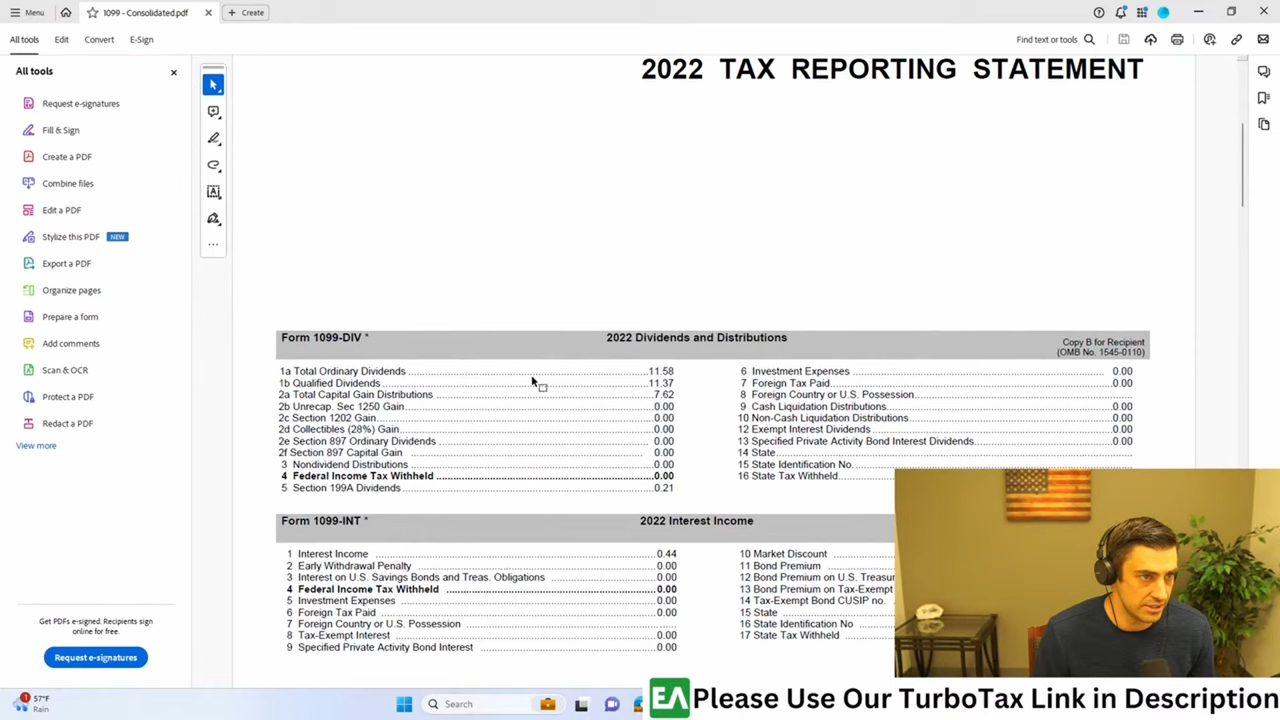 Menu
1099 - Consolidated.pdf
Create
All tools
Edit
Convert
E-Sign
Find text or tools
All tools
Request e-signatures
Fill & Sign
Create a PDF
Combine files
Edit a PDF
Stylize this PDF NEW
Export a PDF
Organize pages
Prepare a form
Add comments
Scan & OCR
Protect a PDF
Redact a PDF
View more
Get PDFs e-signed. Recipients sign
online for free.
Request e-signatures
2022 TAX REPORTING STATEMENT
Form 1099-DIV * 2022 Dividends and Distributions Copy B for Recipient
(OMB No. 1545-0110)
1a Total Ordinary Dividends 11.58
1b Qualified Dividends 11.37
2a Total Capital Gain Distributions 7.62
2b Unrecap. Sec 1250 Gain 0.00
2c Section 1202 Gain 0.00
2d Collectibles (28%) Gain 0.00
2e Section 897 Ordinary Dividends 0.00
2f Section 897 Capital Gain 0.00
3 Nondividend Distributions 0.00
4 Federal Income Tax Withheld 0.00
5 Section 199A Dividends 0.21
6 Investment Expenses 0.00
7 Foreign Tax Paid 0.00
8 Foreign Country or U.S. Possession
9 Cash Liquidation Distributions 0.00
10 Non-Cash Liquidation Distributions 0.00
12 Exempt Interest Dividends 0.00
13 Specified Private Activity Bond Interest Dividends 0.00
14 State
15 State Identification No.
16 State Tax Withheld
Form 1099-INT * 2022 Interest Income
1 Interest Income 0.44
2 Early Withdrawal Penalty 0.00
3 Interest on U.S. Savings Bonds and Treas. Obligations 0.00
4 Federal Income Tax Withheld 0.00
5 Investment Expenses 0.00
6 Foreign Tax Paid 0.00
7 Foreign Country or U.S. Possession
8 Tax-Exempt Interest 0.00
9 Specified Private Activity Bond Interest 0.00
10 Market Discount
11 Bond Premium
12 Bond Premium on U.S. Treasur
13 Bond Premium on Tax-Exempt
14 Tax-Exempt Bond CUSIP no.
15 State
16 State Identification No
17 State Tax Withheld
1
57°F
Rain
Search
EA Please Use Our TurboTax Link in Description